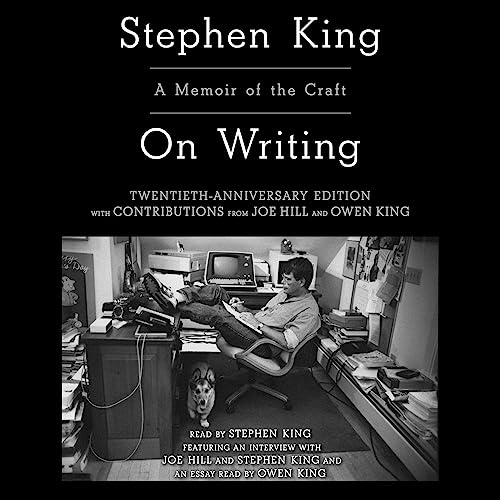 Stephen King
A Memoir of the Craft
On Writing
TWENTIETH-ANNIVERSARY EDITION
WITH CONTRIBUTIONS FROM JOE HILL AND OWEN KING
READ BY STEPHEN KING
FEATURING AN INTERVIEW WITH
JOE HILL AND STEPHEN KING AND
AN ESSAY READ BY OWEN KING